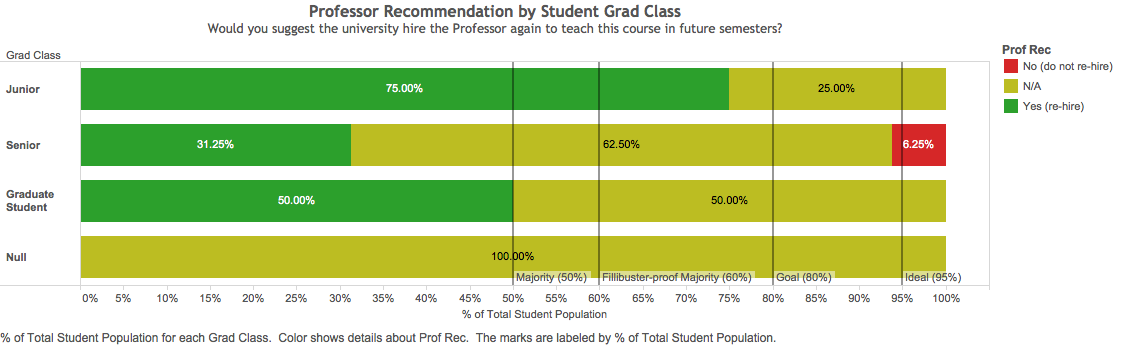 Professor Recommendation by Student Grad Class
Would you suggest the university hire the Professor again to teach this course in future semesters?
Grad Class
Prof Rec
No (do not re-hire)
N/A
Yes (re-hire)
Junior
75.00%
25.00%
Senior
31.25%
62.50%
6.25%
Graduate
Student
50.00%
50.00%
Null
100.00%
Majority (50%)
Fillibuster-proof Majority (60%)
Goal (80%)
Ideal (95%)
0% 5% 10% 15% 20% 25% 30% 35% 40% 45% 50% 55% 60% 65% 70% 75% 80% 85% 90% 95% 100%
% of Total Student Population
% of Total Student Population for each Grad Class. Color shows details about Prof Rec. The marks are labeled by % of Total Student Population.